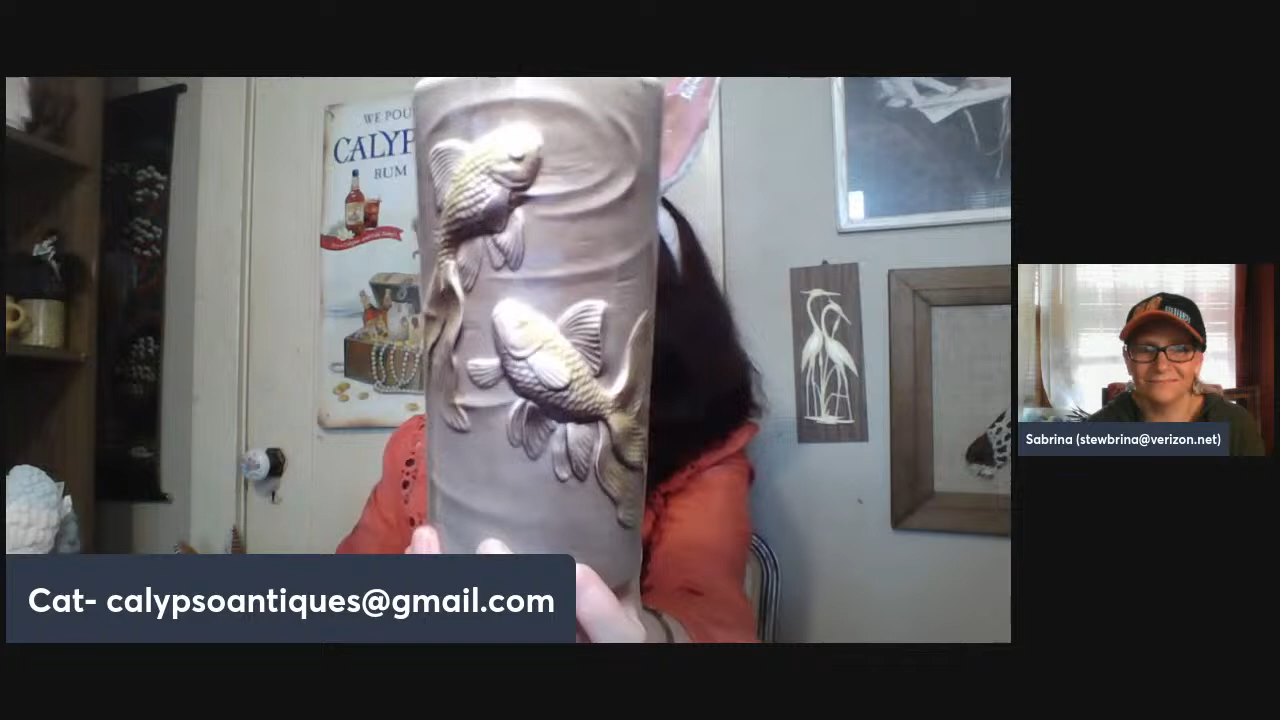 WE POU
CALYP
RUM
Cat- calypsoantiques@gmail.com
Sabrina (stewbrina@verizon.net)